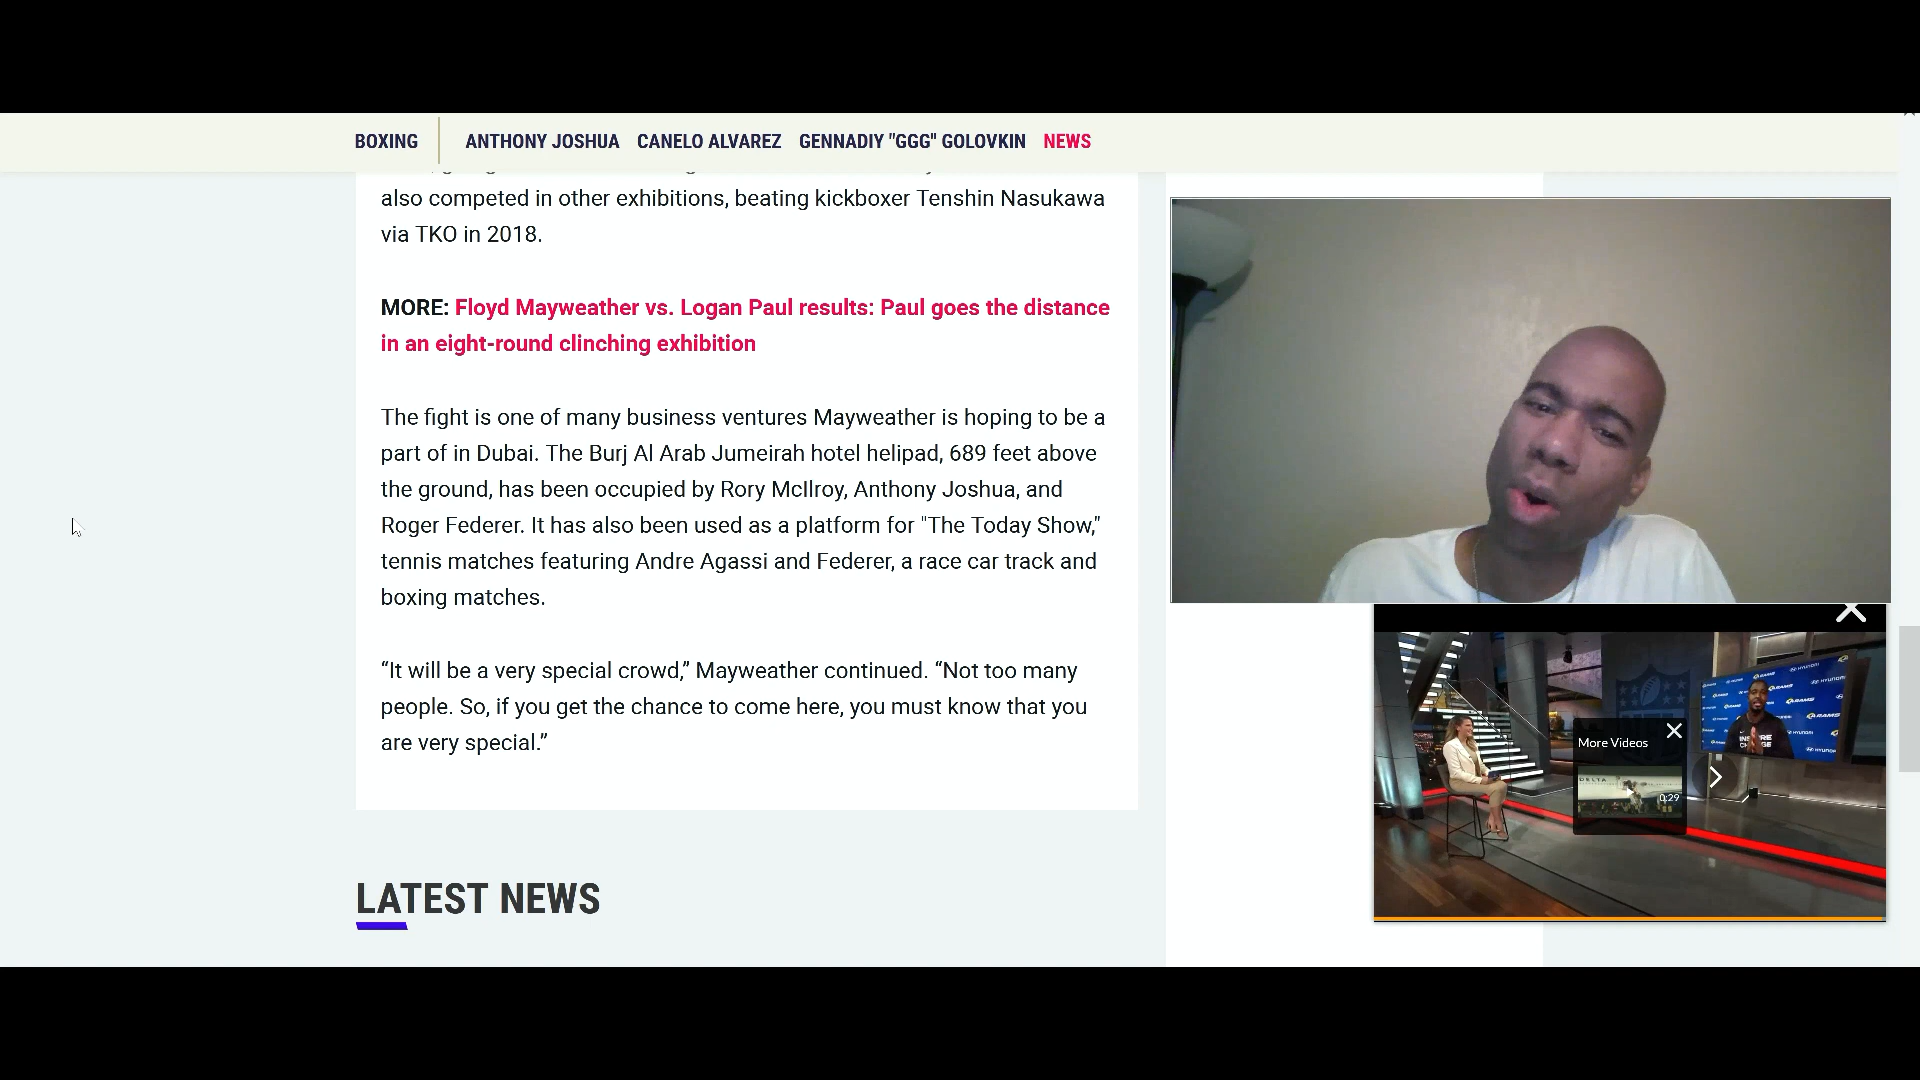 BOXING ANTHONY JOSHUA CANELO ALVAREZ GENNADIY "GGG" GOLOVKIN NEWS
also competed in other exhibitions, beating kickboxer Tenshin Nasukawa
via TKO in 2018.
MORE: Floyd Mayweather vs. Logan Paul results: Paul goes the distance
in an eight-round clinching exhibition
The fight is one of many business ventures Mayweather is hoping to be a
part of in Dubai. The Burj Al Arab Jumeirah hotel helipad, 689 feet above
the ground, has been occupied by Rory McIlroy, Anthony Joshua, and
Roger Federer. It has also been used as a platform for "The Today Show,"
tennis matches featuring Andre Agassi and Federer, a race car track and
boxing matches.
“It will be a very special crowd,” Mayweather continued. “Not too many
people. So, if you get the chance to come here, you must know that you
are very special.”
LATEST NEWS
More Videos
DELTA
0:29
HYUNDAI
RAMS